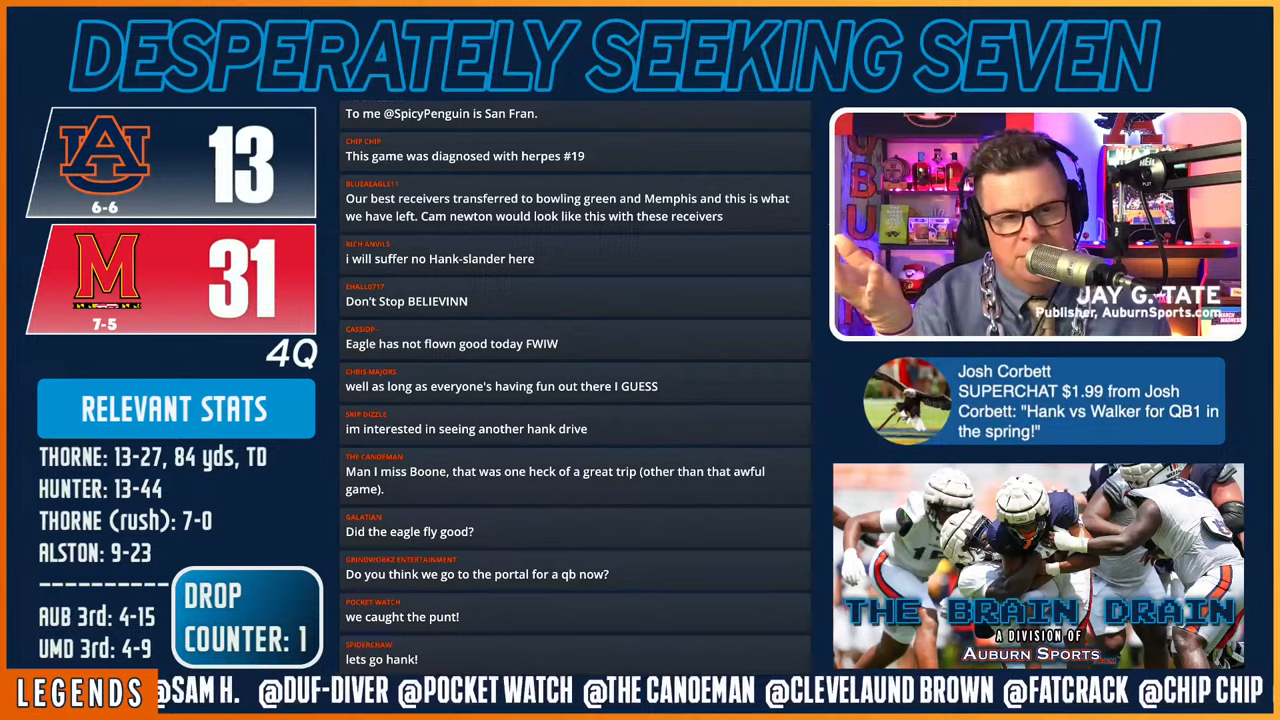 DESPERATELY SEEKING SEVEN
13
6-6
31
7-5
4Q
RELEVANT STATS
THORNE: 13-27, 84 yds, TD
HUNTER: 13-44
THORNE (rush): 7-0
ALSTON: 9-23
----------
AUB 3rd: 4-15
UMD 3rd: 4-9
DROP
COUNTER: 1
To me @SpicyPenguin is San Fran.
CHIP CHIP
This game was diagnosed with herpes #19
BLUEAEAGLE11
Our best receivers transferred to bowling green and Memphis and this is what
we have left. Cam newton would look like this with these receivers
RICH ANVILS
i will suffer no Hank-slander here
EHALL0717
Don't Stop BELIEVINN
CASSIOP -
Eagle has not flown good today FWIW
CHRIS MAJORS
well as long as everyone's having fun out there I GUESS
SKIP DIZZLE
im interested in seeing another hank drive
THE CANOEMAN
Man I miss Boone, that was one heck of a great trip (other than that awful
game).
GALATIAN
Did the eagle fly good?
GRINDWORKZ ENTERTAINMENT
Do you think we go to the portal for a qb now?
POCKET WATCH
we caught the punt!
SPIDERCHAW
lets go hank!
JAY G. TATE
Publisher, AuburnSports.com
Josh Corbett
SUPERCHAT $1.99 from Josh
Corbett: "Hank vs Walker for QB1 in
the spring!"
THE BRAIN DRAIN
A DIVISION OF
AUBURN SPORTS
LEGENDS
@SAM H. @DUF-DIVER @POCKET WATCH @THE CANOEMAN @CLEVELAUND BROWN @FATCRACK @CHIP CHIP